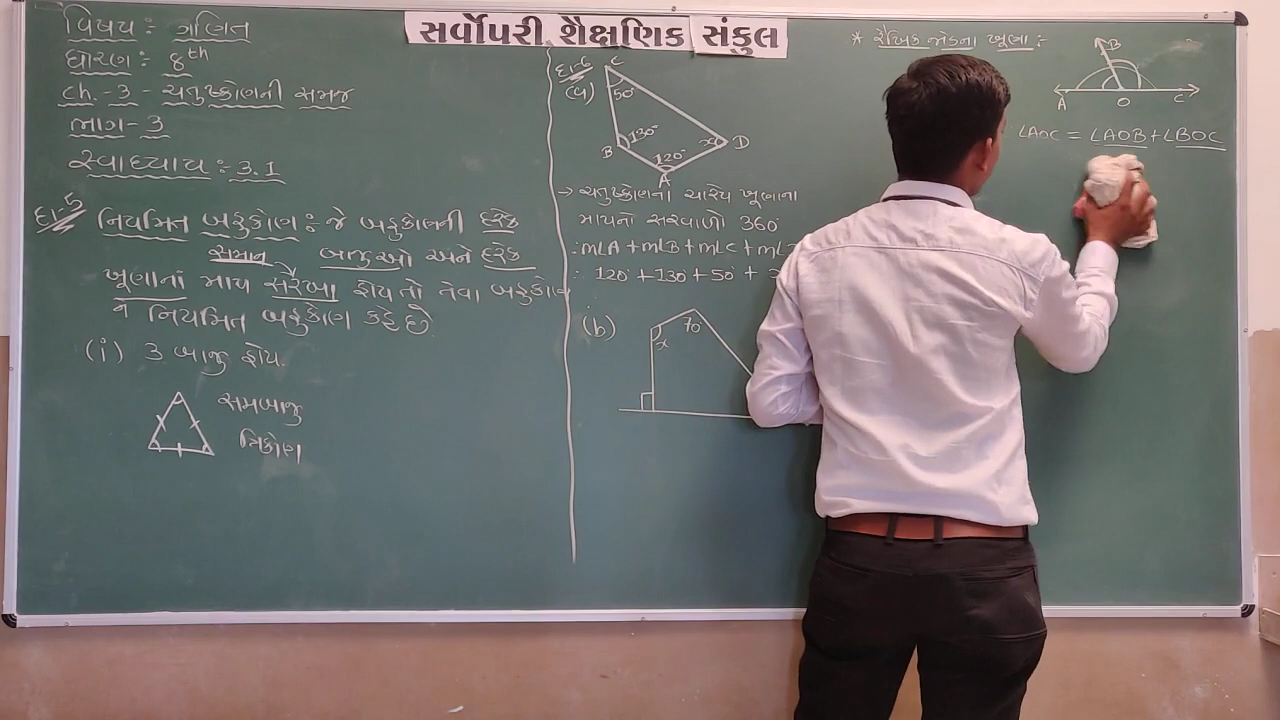 સર્વોપરી શૈક્ષણિક સંકુલ
વિષય : ગણિત
ધોરણ : 8th
ch. - 3 - ચતુષ્કોણની સમજ
ભાગ - 3
સ્વાધ્યાય : 3.1
દા-5 નિયમિત બહુકોણ : જે બહુકોણની દરેક
સમાન બાજુઓ અને દરેક
ખૂણાનાં માપ સરખા હોય તો તેવા બહુકોણ
ને નિયમિત બહુકોણ કહે છે
(i) 3 બાજુ હોય.
સમબાજુ
ત્રિકોણ
દા-6
(a)
C
50°
130°
B
120°
A
x
D
→ ચતુષ્કોણના ચારેય ખૂણાના
માપનો સરવાળો 360°
∴ m∠A + m∠B + m∠C + m∠
∴ 120° + 130° + 50° +
(b)
70°
x
* રૈખિક જોડના ખૂણા :
B
A O C
∠AOC = ∠AOB + ∠BOC